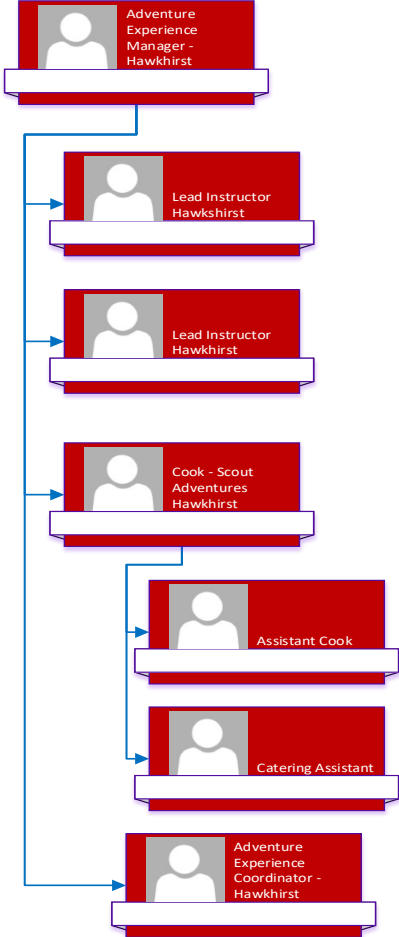 Adventure
Experience
Manager -
Hawkhirst
Lead Instructor
Hawkshirst
Lead Instructor
Hawkhirst
Cook - Scout
Adventures
Hawkhirst
Assistant Cook
Catering Assistant
Adventure
Experience
Coordinator -
Hawkhirst